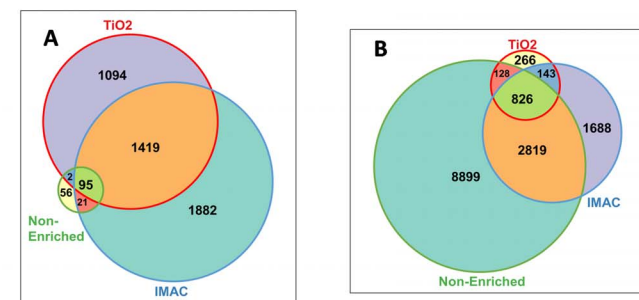 A
TiO2
1094
1419
2
95
56
21
1882
Non-
Enriched
IMAC
B
TiO2
266
128
143
826
1688
2819
8899
IMAC
Non-Enriched